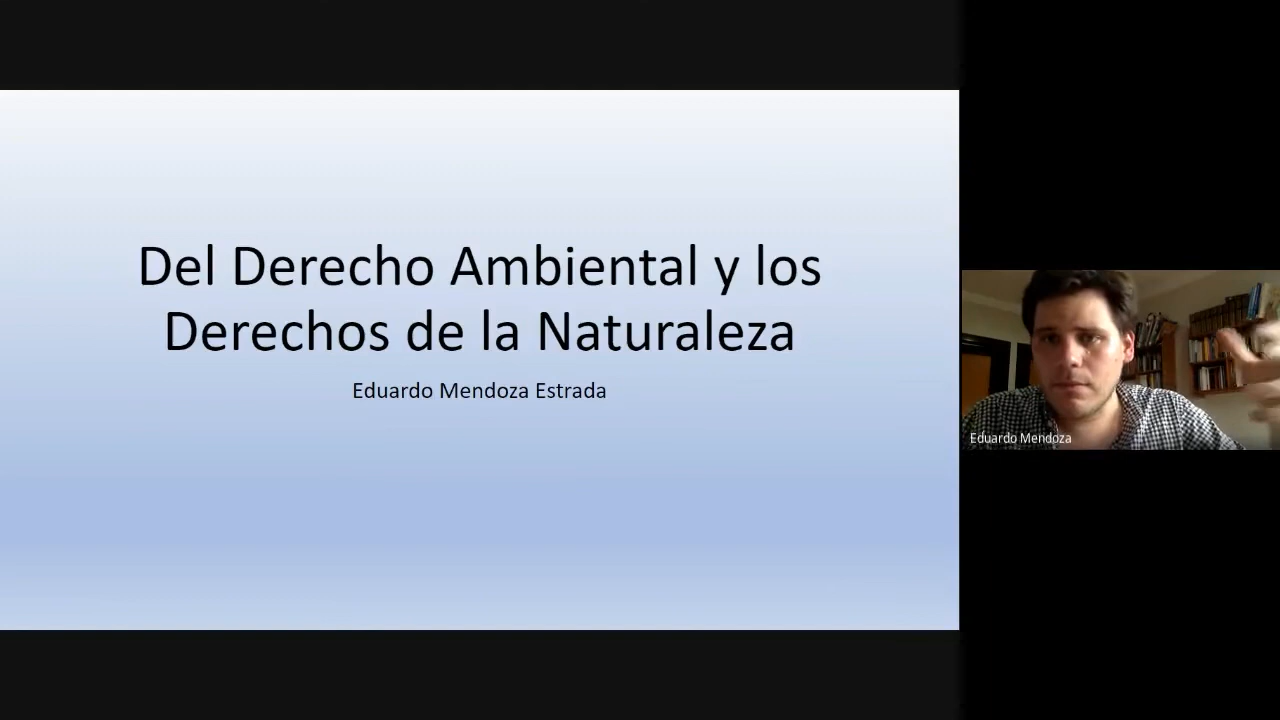 Del Derecho Ambiental y los
Derechos de la Naturaleza
Eduardo Mendoza Estrada
Eduardo Mendoza